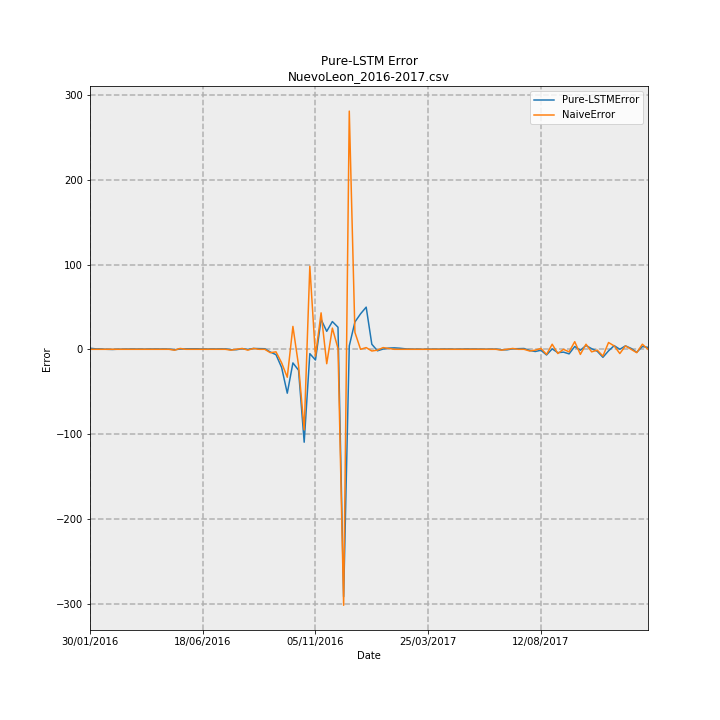 Pure-LSTM Error
NuevoLeon_2016-2017.csv
Pure-LSTMError
NaiveError
300
200
100
0
−100
−200
−300
Error
30/01/2016
18/06/2016
05/11/2016
25/03/2017
12/08/2017
Date